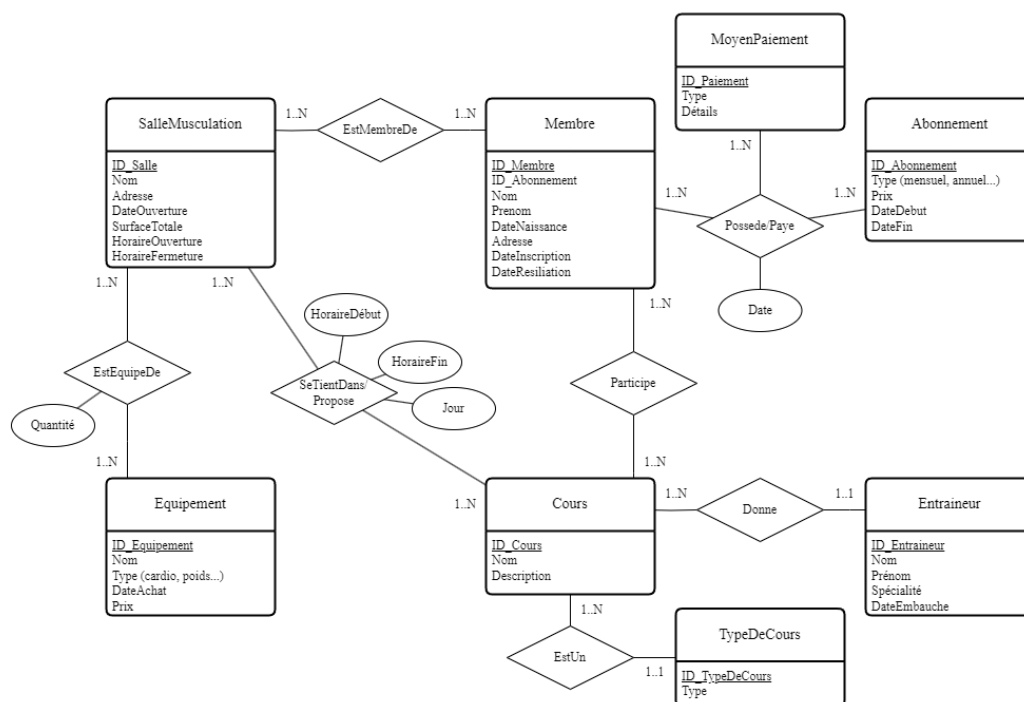 MoyenPaiement
ID_Paiement
Type
Détails
SalleMusculation
ID_Salle
Nom
Adresse
DateOuverture
SurfaceTotale
HoraireOuverture
HoraireFermeture
1..N
EstMembreDe
1..N
Membre
ID_Membre
ID_Abonnement
Nom
Prenom
DateNaissance
Adresse
DateInscription
DateResiliation
1..N
Abonnement
ID_Abonnement
Type (mensuel, annuel...)
Prix
DateDebut
DateFin
1..N
1..N
Possede/Paye
Date
1..N
1..N
1..N
HoraireDébut
HoraireFin
Jour
SeTientDans/
Propose
EstEquipeDe
Quantité
Participe
1..N
1..N
1..N
Equipement
ID_Equipement
Nom
Type (cardio, poids...)
DateAchat
Prix
Cours
ID_Cours
Nom
Description
1..N
Donne
1..1
Entraineur
ID_Entraineur
Nom
Prénom
Spécialité
DateEmbauche
1..N
EstUn
1..1
TypeDeCours
ID_TypeDeCours
Type